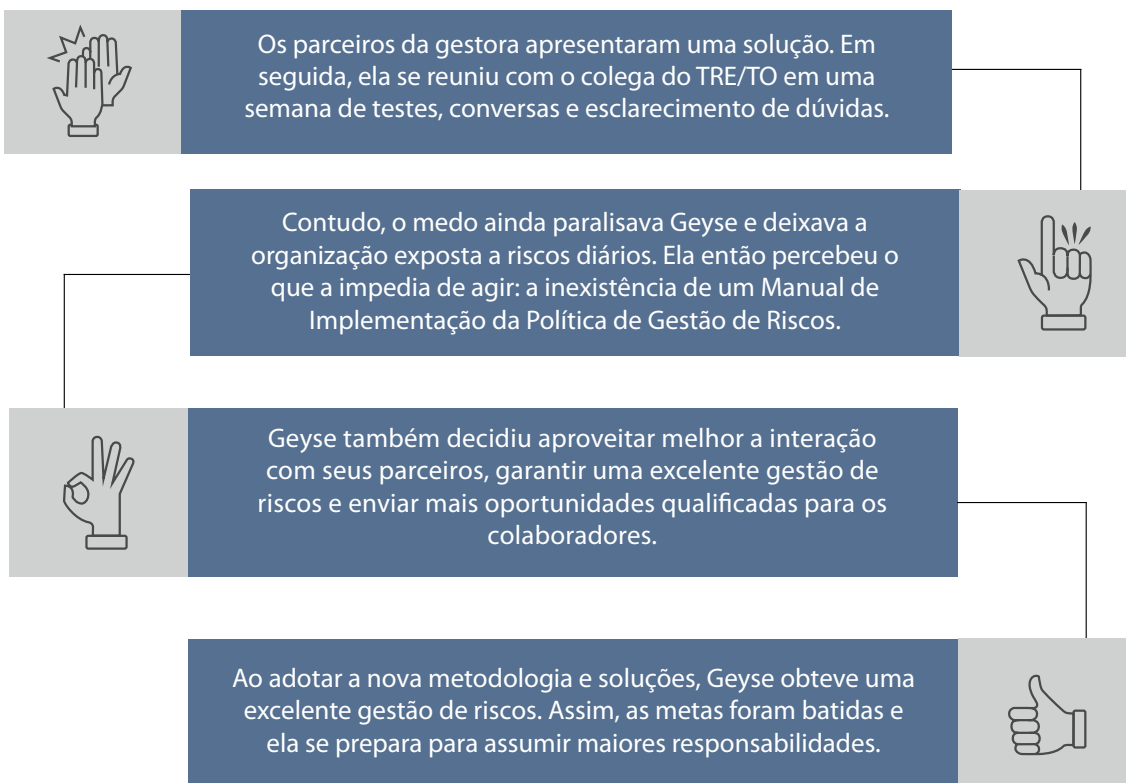 Os parceiros da gestora apresentaram uma solução. Em
seguida, ela se reuniu com o colega do TRE/TO em uma
semana de testes, conversas e esclarecimento de dúvidas.
Contudo, o medo ainda paralisava Geyse e deixava a
organização exposta a riscos diários. Ela então percebeu o
que a impedia de agir: a inexistência de um Manual de
Implementação da Política de Gestão de Riscos.
Geyse também decidiu aproveitar melhor a interação
com seus parceiros, garantir uma excelente gestão de
riscos e enviar mais oportunidades qualificadas para os
colaboradores.
Ao adotar a nova metodologia e soluções, Geyse obteve uma
excelente gestão de riscos. Assim, as metas foram batidas e
ela se prepara para assumir maiores responsabilidades.